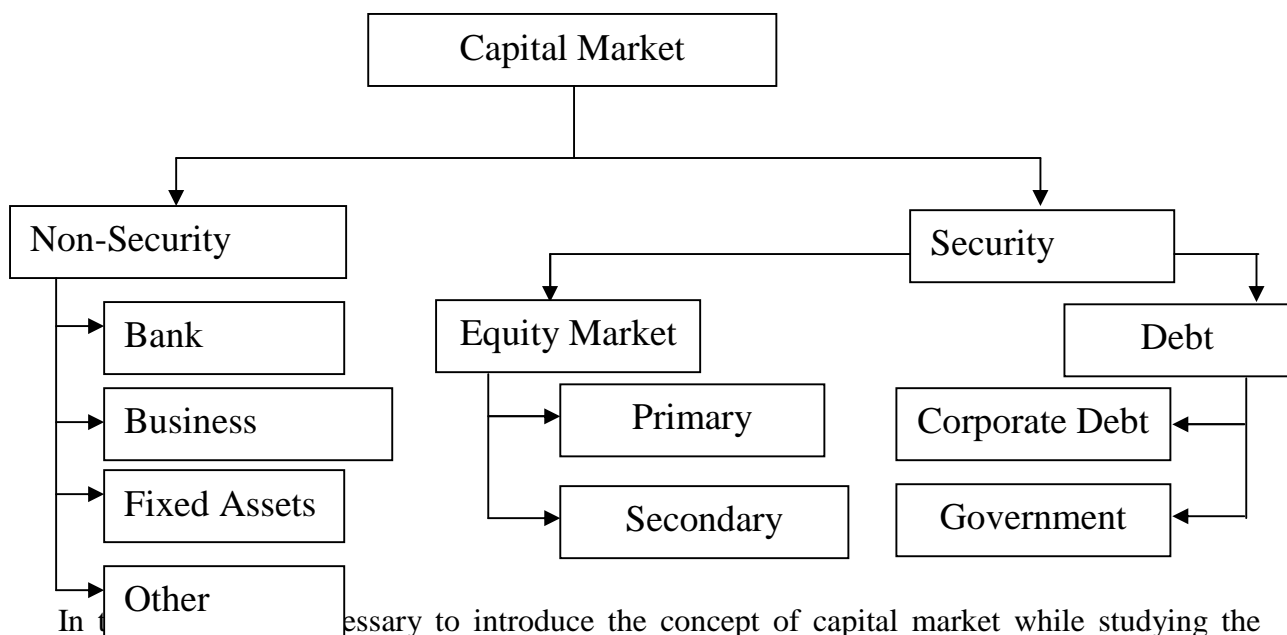 Capital Market
Non-Security
Security
Bank
Equity Market
Debt
Business
Primary
Corporate Debt
Fixed Assets
Secondary
Government
Other
In to introduce the concept of capital market while studying the